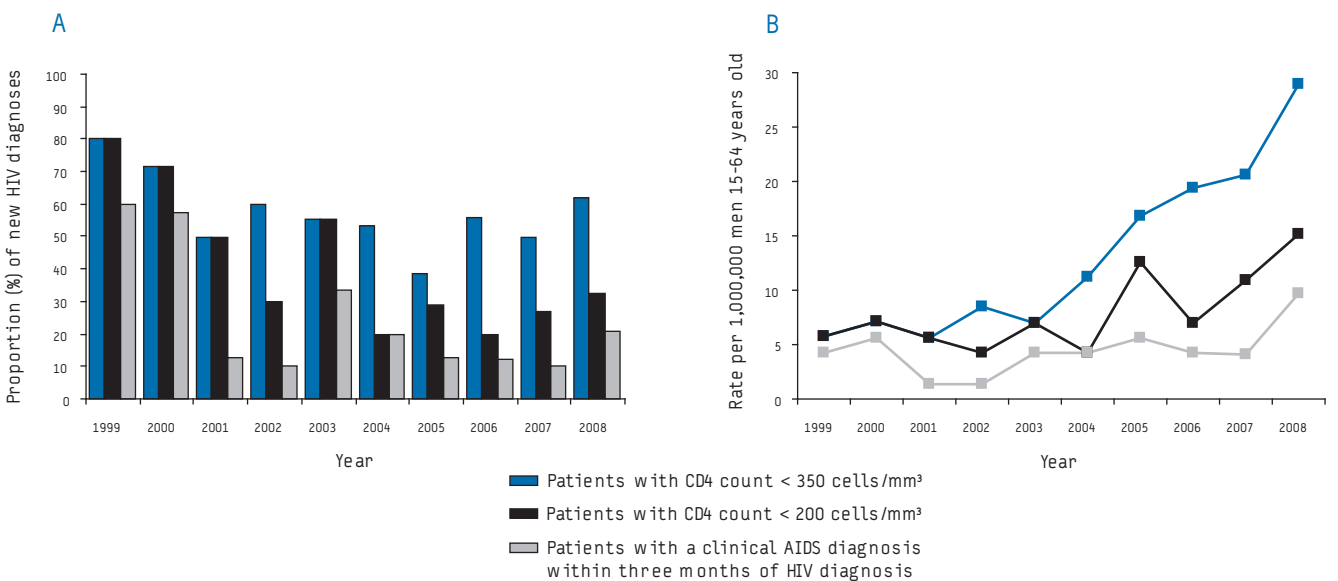 A
Proportion (%) of new HIV diagnoses
100
90
80
70
60
50
40
30
20
10
0
1999 2000 2001 2002 2003 2004 2005 2006 2007 2008
Year
B
Rate per 1,000,000 men 15-64 years old
30
25
20
15
10
5
0
1999 2000 2001 2002 2003 2004 2005 2006 2007 2008
Year
Patients with CD4 count < 350 cells/mm³
Patients with CD4 count < 200 cells/mm³
Patients with a clinical AIDS diagnosis
within three months of HIV diagnosis